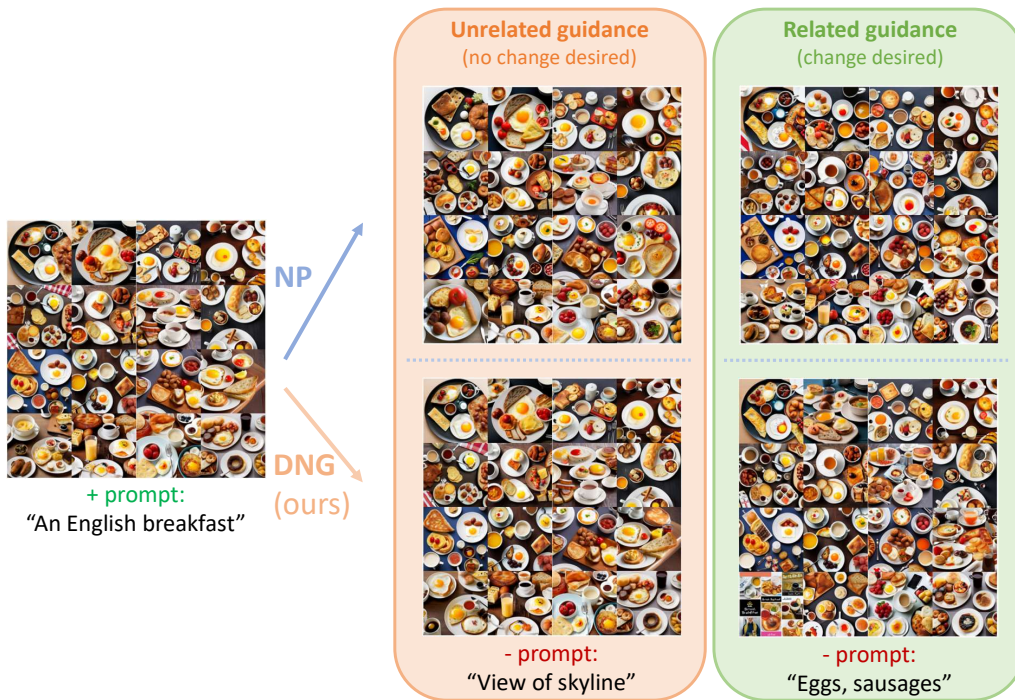 Unrelated guidance
(no change desired)
Related guidance
(change desired)
NP
DNG
(ours)
+ prompt:
“An English breakfast”
- prompt:
“View of skyline”
- prompt:
“Eggs, sausages”